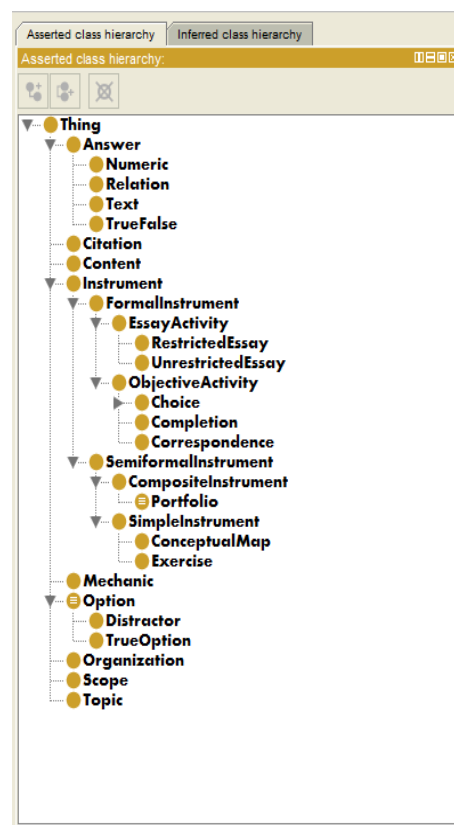 Asserted class hierarchy Inferred class hierarchy
Asserted class hierarchy:
Thing
Answer
Numeric
Relation
Text
TrueFalse
Citation
Content
Instrument
FormalInstrument
EssayActivity
RestrictedEssay
UnrestrictedEssay
ObjectiveActivity
Choice
Completion
Correspondence
SemiformalInstrument
CompositeInstrument
Portfolio
SimpleInstrument
ConceptualMap
Exercise
Mechanic
Option
Distractor
TrueOption
Organization
Scope
Topic